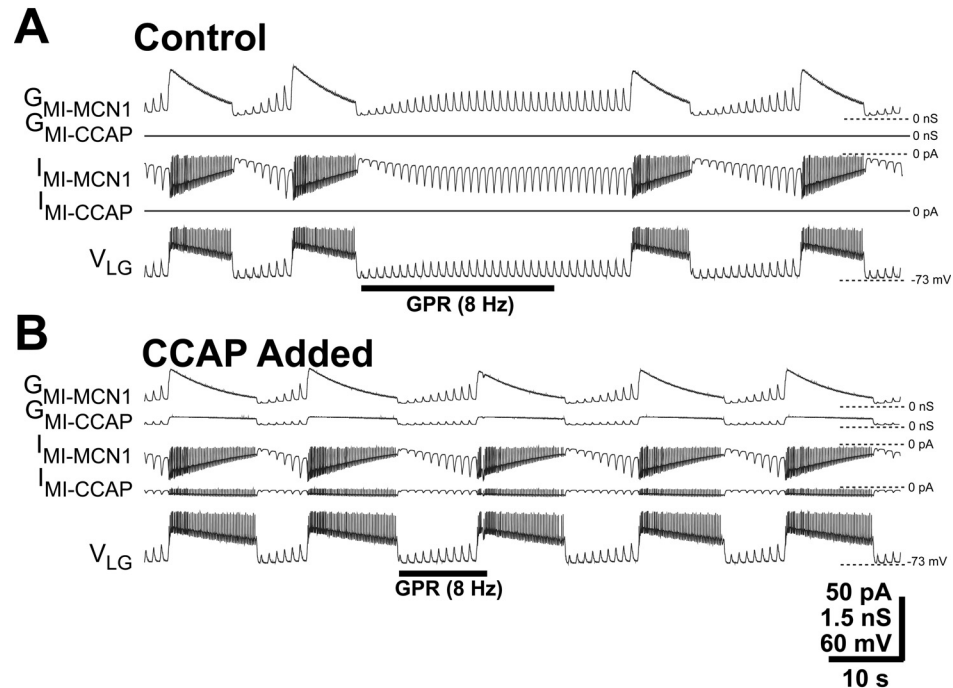 A
Control
G MI-MCN1
0 nS
G MI-CCAP
0 nS
0 pA
I MI-MCN1
I MI-CCAP
0 pA
V LG
-73 mV
GPR (8 Hz)
B
CCAP Added
G MI-MCN1
0 nS
G MI-CCAP
0 nS
0 pA
I MI-MCN1
I MI-CCAP
0 pA
V LG
-73 mV
GPR (8 Hz)
50 pA
1.5 nS
60 mV
10 s